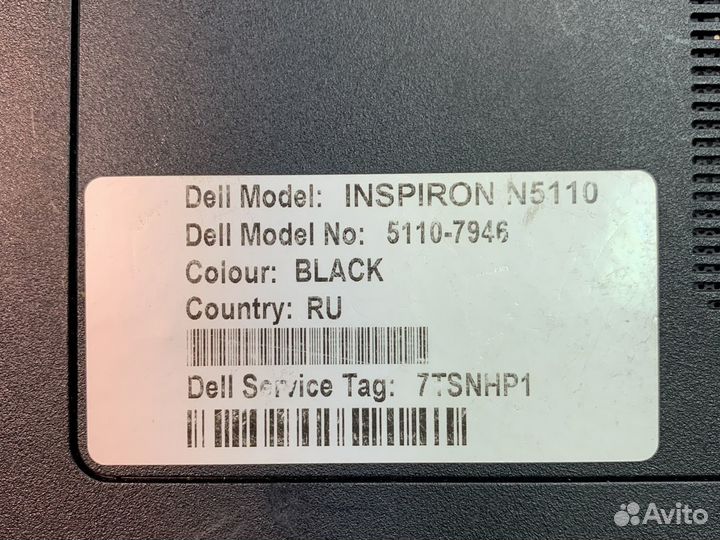 Dell Model: INSPIRON N5110
Dell Model No: 5110-7946
Colour: BLACK
Country: RU
Dell Service Tag: 7TSNHP1
Avito